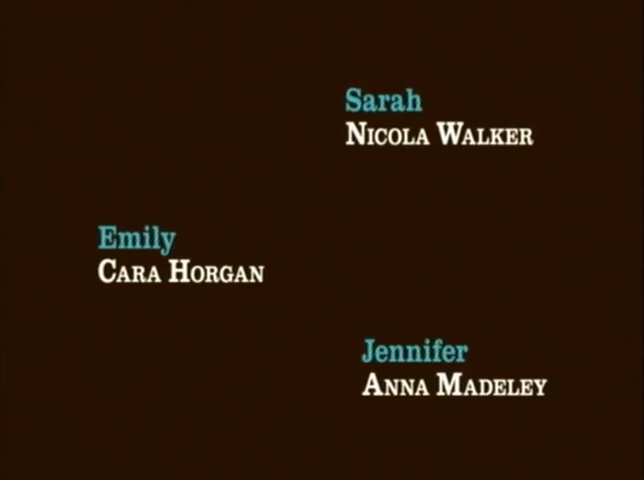 Sarah
NICOLA WALKER
Emily
CARA HORGAN
Jennifer
ANNA MADELEY